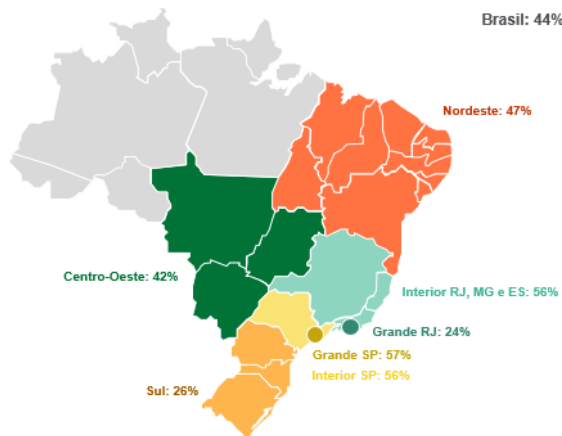 Brasil: 44%
Nordeste: 47%
Centro-Oeste: 42%
Interior RJ, MG e ES: 56%
Grande RJ: 24%
Grande SP: 57%
Interior SP: 56%
Sul: 26%